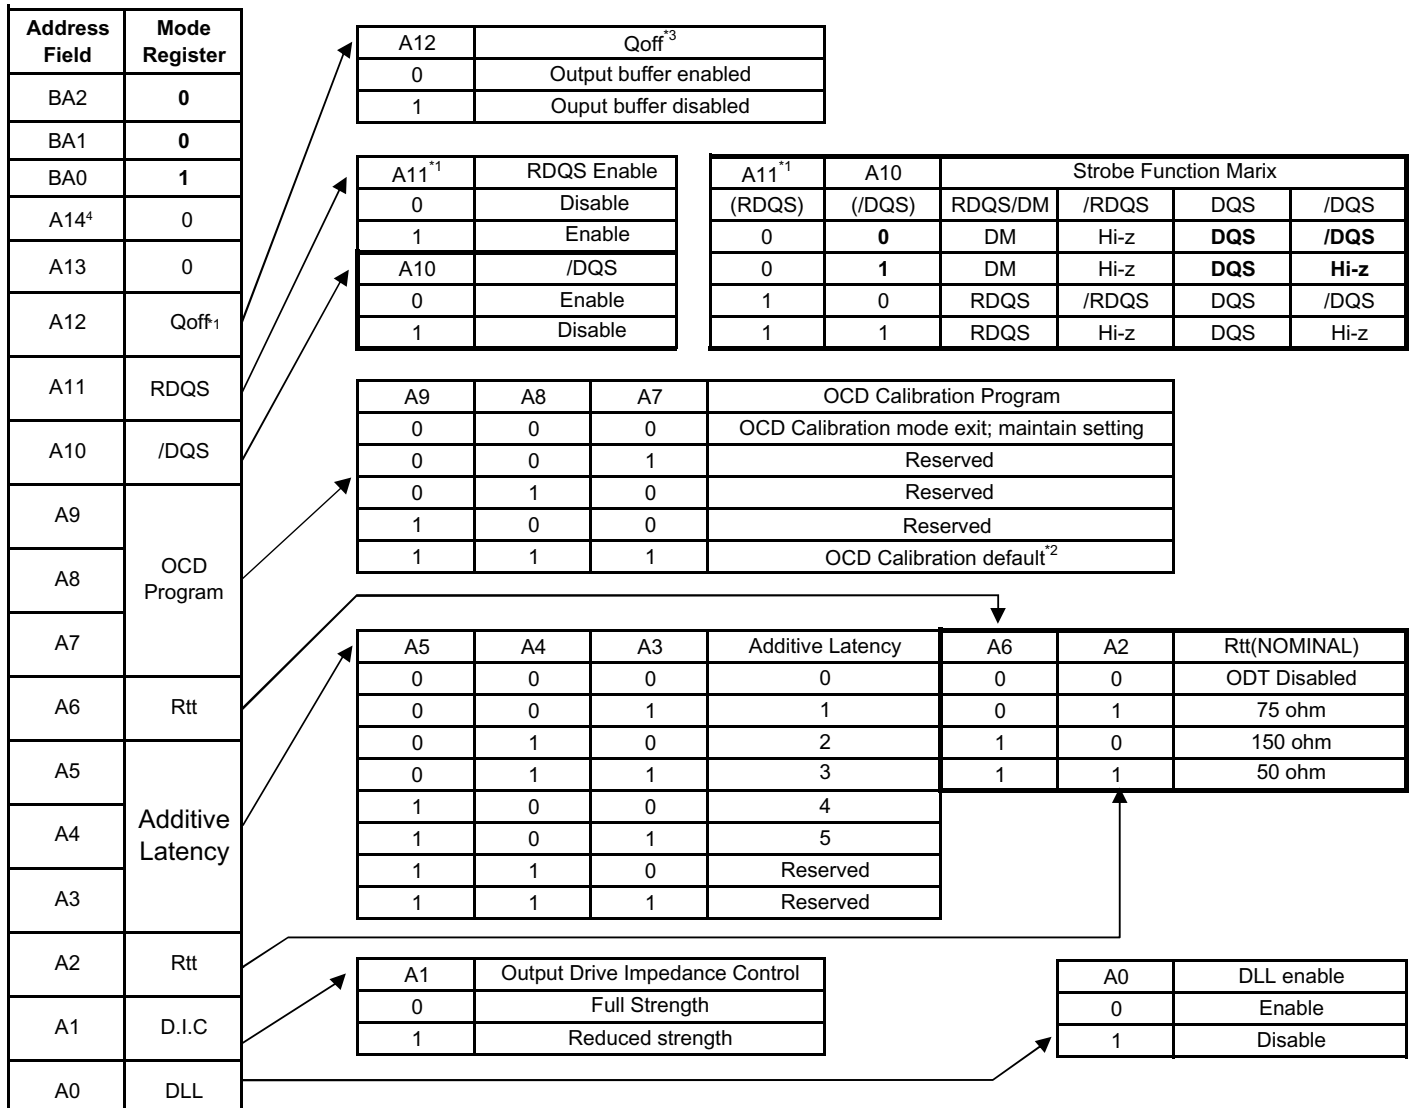 Address Field | Mode Register
BA2 | 0
BA1 | 0
BA0 | 1
A14⁴ | 0
A13 | 0
A12 | Qoff*1
A11 | RDQS
A10 | /DQS
A9
A8 | OCD Program
A7
A6 | Rtt
A5
A4 | Additive Latency
A3
A2 | Rtt
A1 | D.I.C
A0 | DLL
A12 | Qoff*3
0 | Output buffer enabled
1 | Ouput buffer disabled
A11*1 | RDQS Enable
0 | Disable
1 | Enable
A10 | /DQS
0 | Enable
1 | Disable
A11*1 | A10 | Strobe Function Marix
(RDQS) | (/DQS) | RDQS/DM | /RDQS | DQS | /DQS
0 | 0 | DM | Hi-z | DQS | /DQS
0 | 1 | DM | Hi-z | DQS | Hi-z
1 | 0 | RDQS | /RDQS | DQS | /DQS
1 | 1 | RDQS | Hi-z | DQS | Hi-z
A9 | A8 | A7 | OCD Calibration Program
0 | 0 | 0 | OCD Calibration mode exit; maintain setting
0 | 0 | 1 | Reserved
0 | 1 | 0 | Reserved
1 | 0 | 0 | Reserved
1 | 1 | 1 | OCD Calibration default*2
A5 | A4 | A3 | Additive Latency
0 | 0 | 0 | 0
0 | 0 | 1 | 1
0 | 1 | 0 | 2
0 | 1 | 1 | 3
1 | 0 | 0 | 4
1 | 0 | 1 | 5
1 | 1 | 0 | Reserved
1 | 1 | 1 | Reserved
A6 | A2 | Rtt(NOMINAL)
0 | 0 | ODT Disabled
0 | 1 | 75 ohm
1 | 0 | 150 ohm
1 | 1 | 50 ohm
A1 | Output Drive Impedance Control
0 | Full Strength
1 | Reduced strength
A0 | DLL enable
0 | Enable
1 | Disable